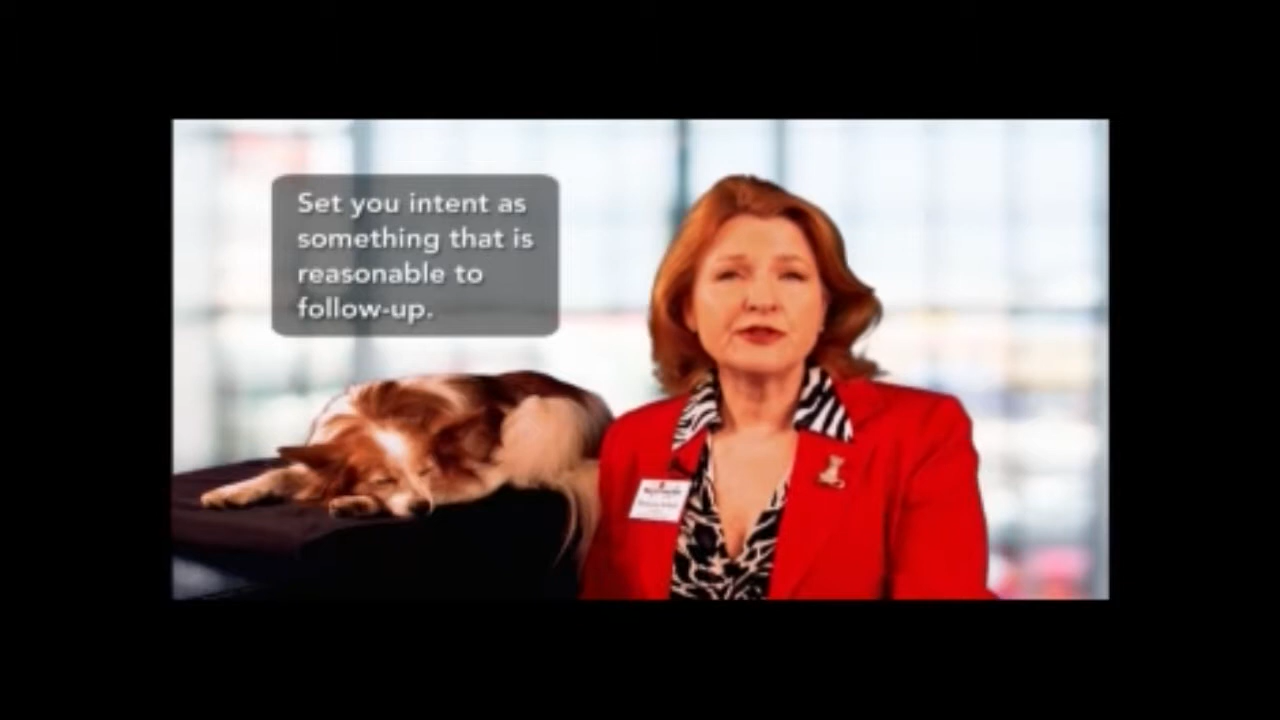 Set you intent as
something that is
reasonable to
follow-up.